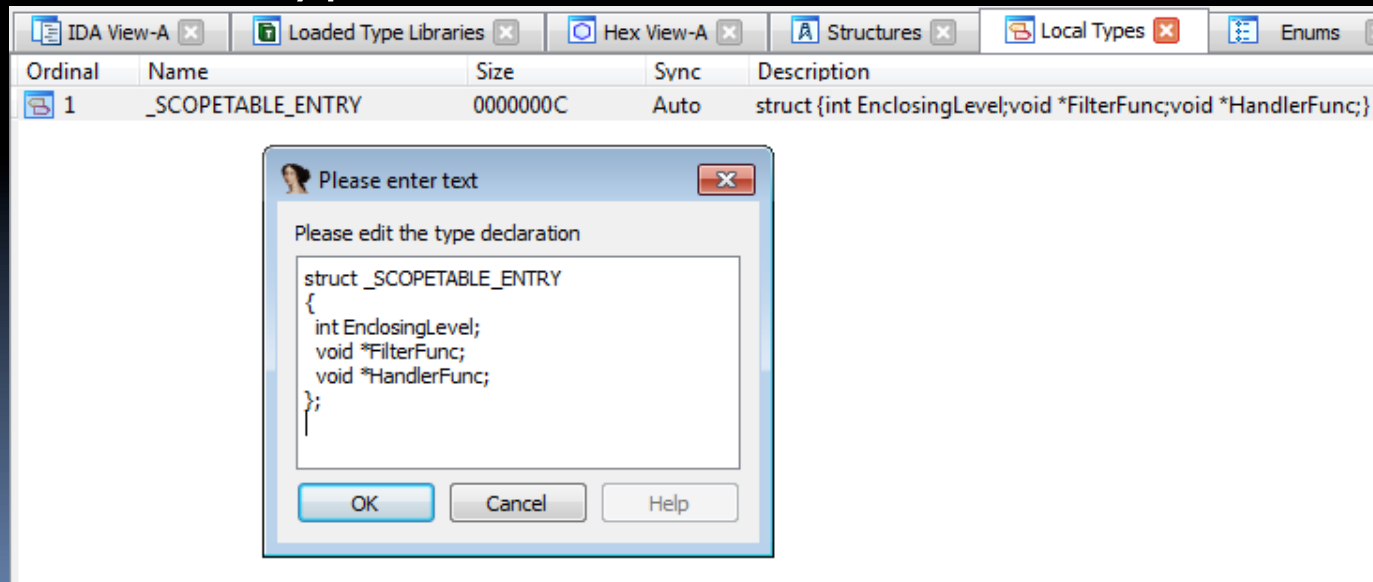 IDA View-A Loaded Type Libraries Hex View-A Structures Local Types Enums
Ordinal Name Size Sync Description
1 _SCOPETABLE_ENTRY 0000000C Auto struct {int EnclosingLevel;void *FilterFunc;void *HandlerFunc;}
Please enter text
Please edit the type declaration
struct _SCOPETABLE_ENTRY
{
int EnclosingLevel;
void *FilterFunc;
void *HandlerFunc;
};
OK Cancel Help